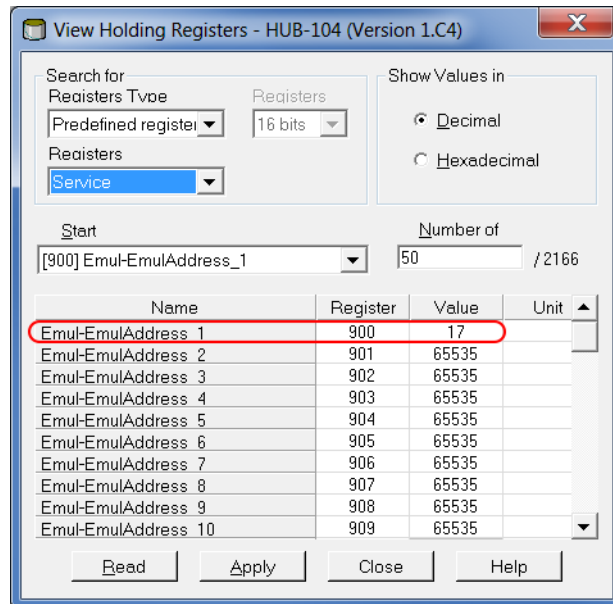 View Holding Registers - HUB-104 (Version 1.C4)
X
Search for
Registers Type
Registers
Predefined register
16 bits
Registers
Service
Show Values in
Decimal
Hexadecimal
Start
Number of
[900] Emul-EmulAddress_1
50
/ 2166
Name Register Value Unit
Emul-EmulAddress_1 900 17
Emul-EmulAddress_2 901 65535
Emul-EmulAddress_3 902 65535
Emul-EmulAddress_4 903 65535
Emul-EmulAddress_5 904 65535
Emul-EmulAddress_6 905 65535
Emul-EmulAddress_7 906 65535
Emul-EmulAddress_8 907 65535
Emul-EmulAddress_9 908 65535
Emul-EmulAddress_10 909 65535
Read Apply Close Help